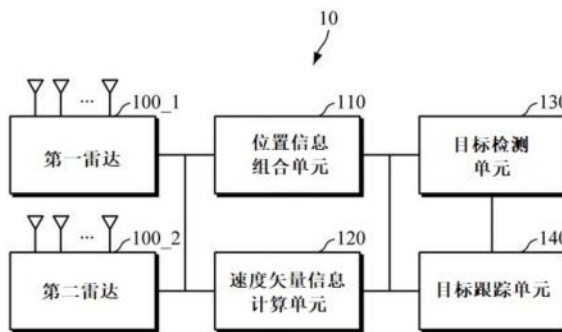 10
100_1
110
130
第一雷达
位置信息
组合单元
目标检测
单元
100_2
120
140
第二雷达
速度矢量信息
计算单元
目标跟踪单元